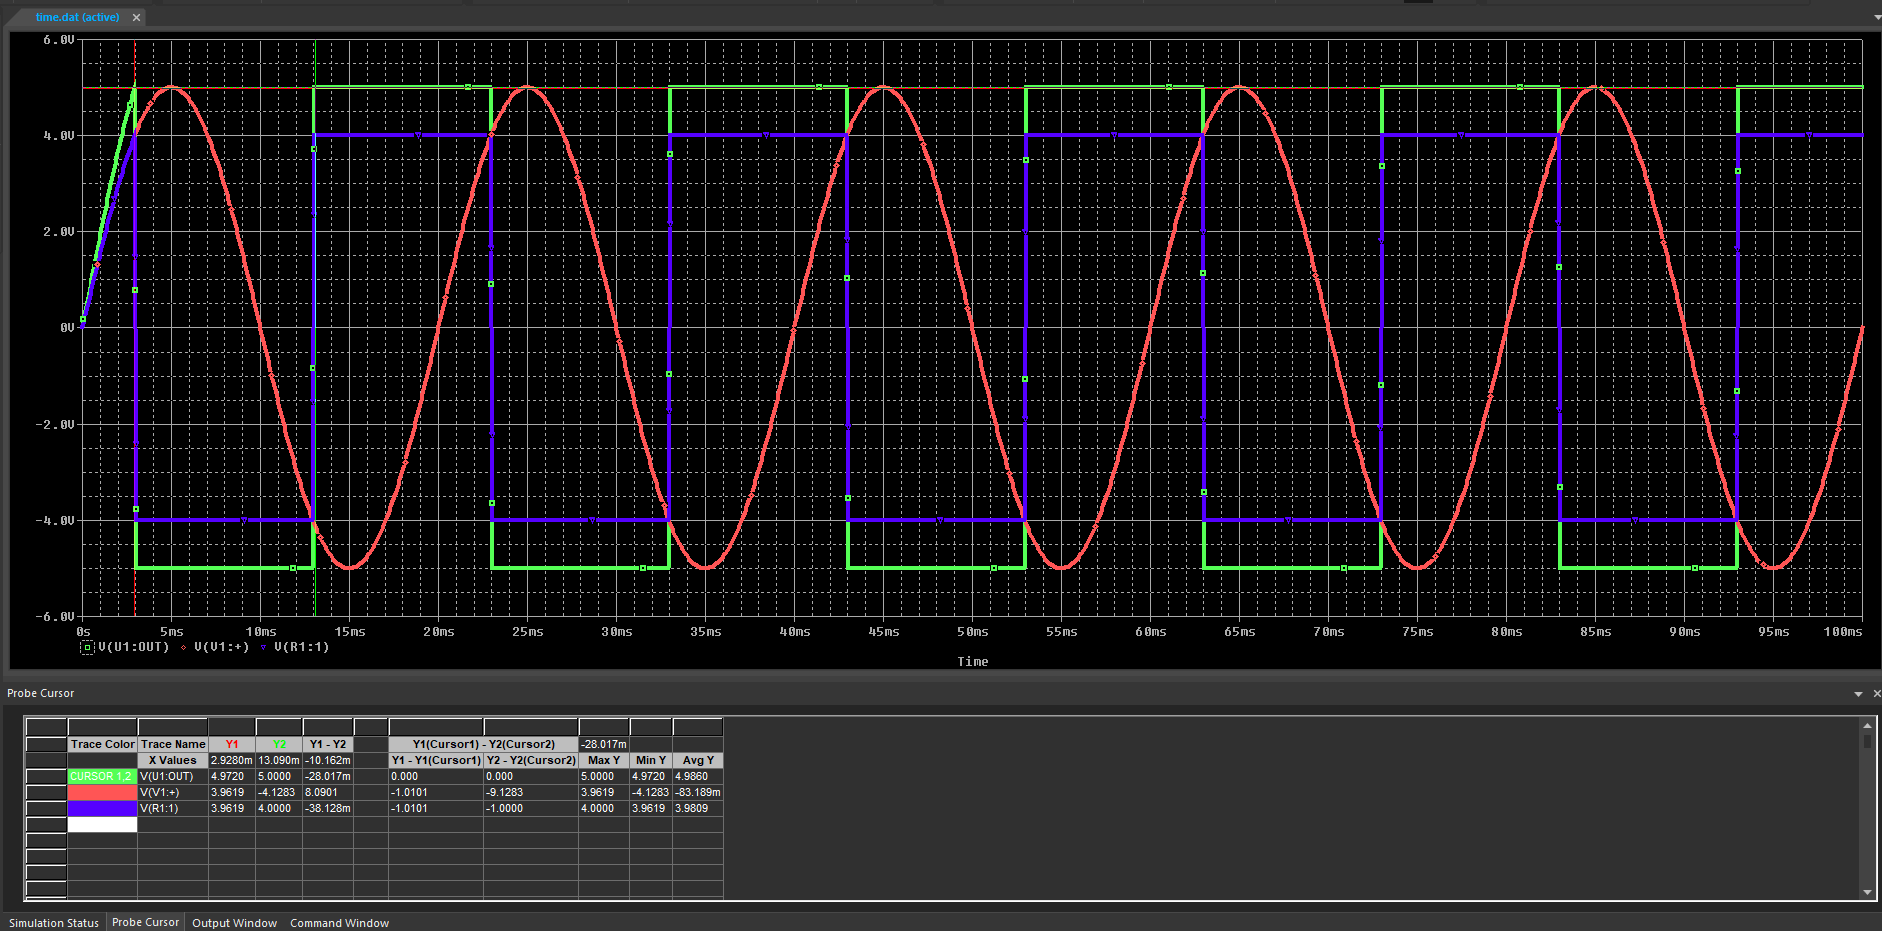 time.dat (active)
6.0V
4.0V
2.0V
0V
-2.0V
-4.0V
-6.0V
0s 5ms 10ms 15ms 20ms 25ms 30ms 35ms 40ms 45ms 50ms 55ms 60ms 65ms 70ms 75ms 80ms 85ms 90ms 95ms 100ms
V(U1:OUT) V(V1:+) V(R1:1)
Time
Probe Cursor
Trace Color Trace Name Y1 Y2 Y1 - Y2 Y1(Cursor1) - Y2(Cursor2) -28.017m
X Values 2.9280m 13.090m -10.162m Y1 - Y1(Cursor1) Y2 - Y2(Cursor2) Max Y Min Y Avg Y
CURSOR 1,2 V(U1:OUT) 4.9720 5.0000 -28.017m 0.000 0.000 5.0000 4.9720 4.9860
V(V1:+) 3.9619 -4.1283 8.0901 -1.0101 -9.1283 3.9619 -4.1283 -83.189m
V(R1:1) 3.9619 4.0000 -38.128m -1.0101 -1.0000 4.0000 3.9619 3.9809
Simulation Status Probe Cursor Output Window Command Window